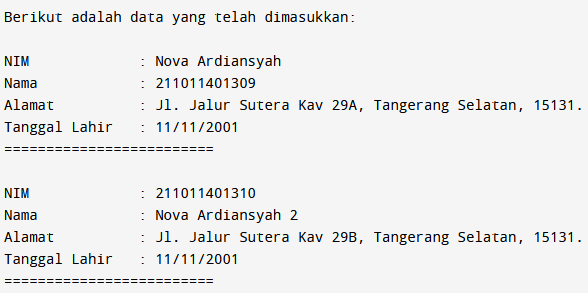 Berikut adalah data yang telah dimasukkan:
NIM : Nova Ardiansyah
Nama : 211011401309
Alamat : Jl. Jalur Sutera Kav 29A, Tangerang Selatan, 15131.
Tanggal Lahir : 11/11/2001
=========================
NIM : 211011401310
Nama : Nova Ardiansyah 2
Alamat : Jl. Jalur Sutera Kav 29B, Tangerang Selatan, 15131.
Tanggal Lahir : 11/11/2001
=========================